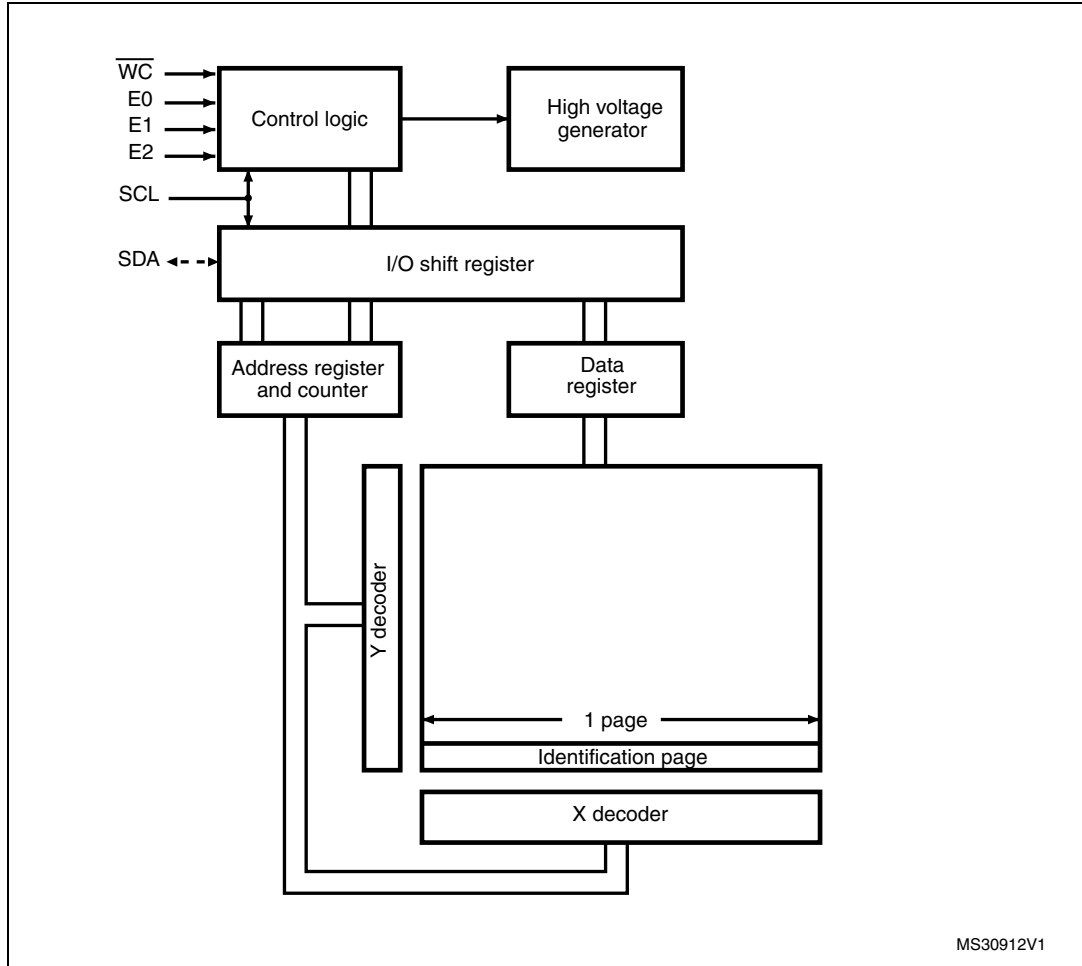 W̅C̅
E0
E1
E2
SCL
SDA
Control logic
High voltage
generator
I/O shift register
Address register
and counter
Data
register
Y decoder
1 page
Identification page
X decoder
MS30912V1